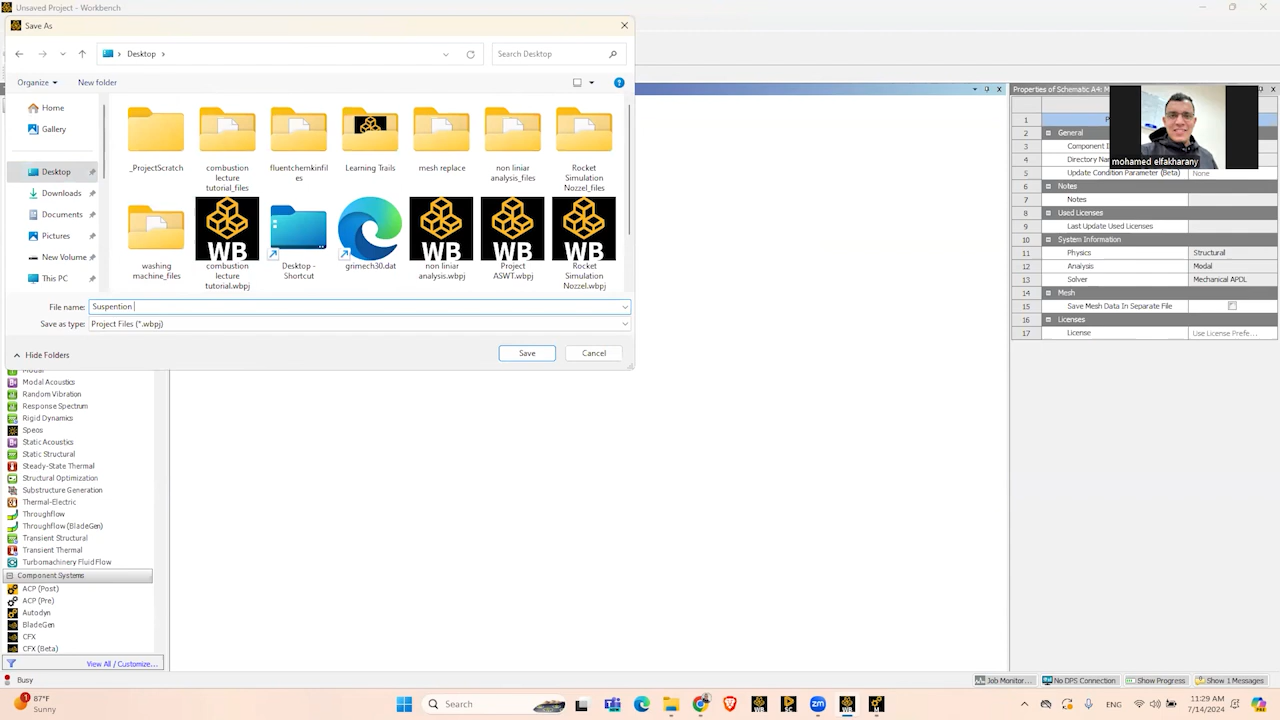 Unsaved Project - Workbench
Save As
Desktop
Search Desktop
Organize
New folder
Home
Gallery
Desktop
Downloads
Documents
Pictures
New Volume
This PC
_ProjectScratch
combustion
lecture
tutorial_files
fluentchemkinfil
es
Learning Trails
mesh replace
non liniar
analysis_files
Rocket
Simulation
Nozzel_files
washing
machine_files
WB
combustion
lecture
tutorial.wbpj
Desktop -
Shortcut
grimech30.dat
WB
non liniar
analysis.wbpj
WB
Project
ASWT.wbpj
WB
Rocket
Simulation
Nozzel.wbpj
File name:
Suspention
Save as type:
Project Files (*.wbpj)
Hide Folders
Save
Cancel
Modal
Modal Acoustics
Random Vibration
Response Spectrum
Rigid Dynamics
Speos
Static Acoustics
Static Structural
Steady-State Thermal
Structural Optimization
Substructure Generation
Thermal-Electric
Throughflow
Throughflow (BladeGen)
Transient Structural
Transient Thermal
Turbomachinery Fluid Flow
Component Systems
ACP (Post)
ACP (Pre)
Autodyn
BladeGen
CFX
CFX (Beta)
View All / Customize...
Properties of Schematic A4: M
mohamed elfakharany
1
2 General
3 Component I
4 Directory Nam
5 Update Condition Parameter (Beta) None
6 Notes
7 Notes
8 Used Licenses
9 Last Update Used Licenses
10 System Information
11 Physics Structural
12 Analysis Modal
13 Solver Mechanical APDL
14 Mesh
15 Save Mesh Data In Separate File
16 Licenses
17 License Use License Prefe...
Busy
Job Monitor...
No DPS Connection
Show Progress
Show 1 Messages
1
87°F
Sunny
Search
ENG
11:29 AM
7/14/2024